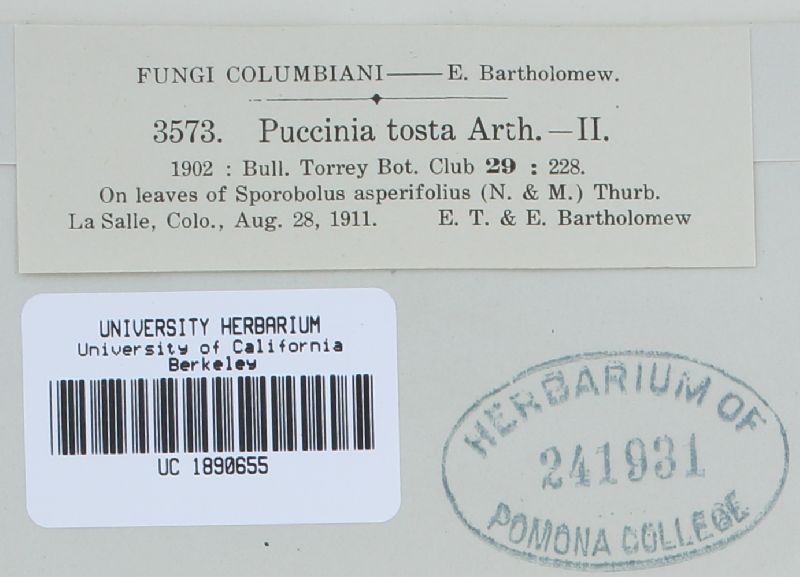 FUNGI COLUMBIANI—E. Bartholomew.
3573. Puccinia tosta Arth.—II.
1902 : Bull. Torrey Bot. Club 29 : 228.
On leaves of Sporobolus asperifolius (N. & M.) Thurb.
La Salle, Colo., Aug. 28, 1911. E. T. & E. Bartholomew
UNIVERSITY HERBARIUM
University of California
Berkeley
UC 1890655
HERBARIUM OF
241931
POMONA COLLEGE